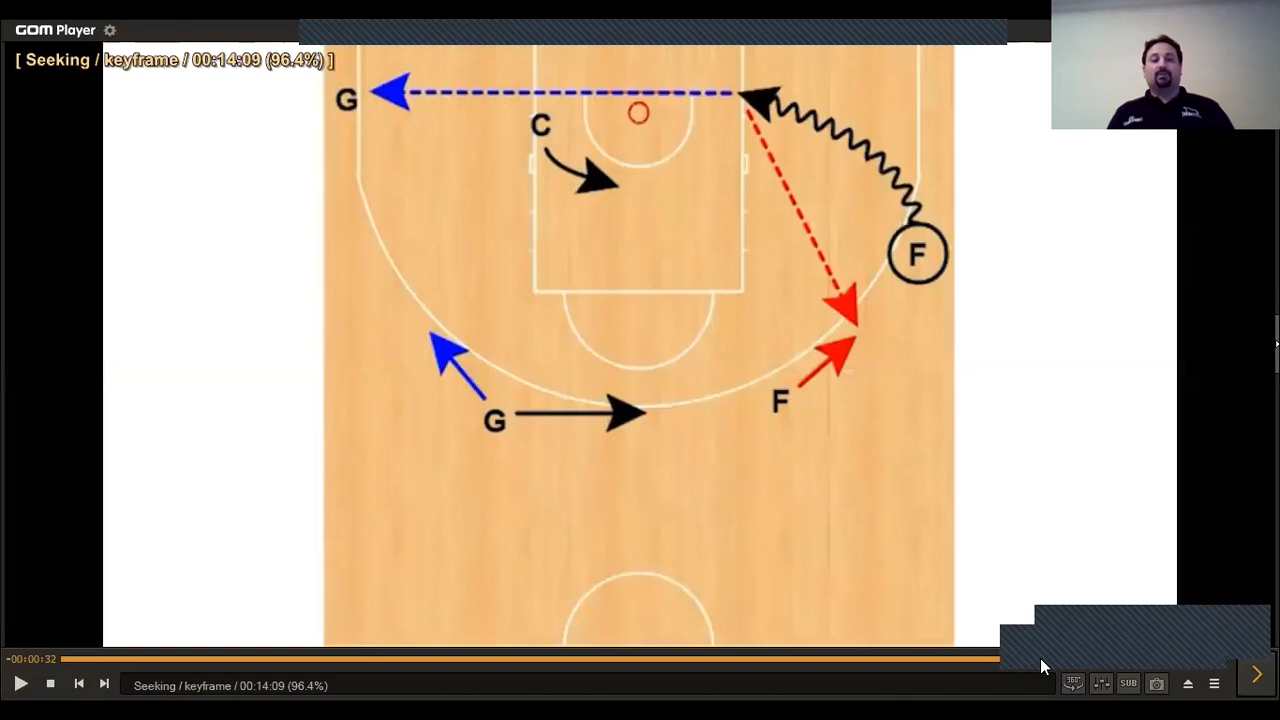 GOM Player
[ Seeking / keyframe / 00:14:09 (96.4%) ]
G
C
F
G
F
-00:00:32
Seeking / keyframe / 00:14:09 (96.4%)
360°
SUB